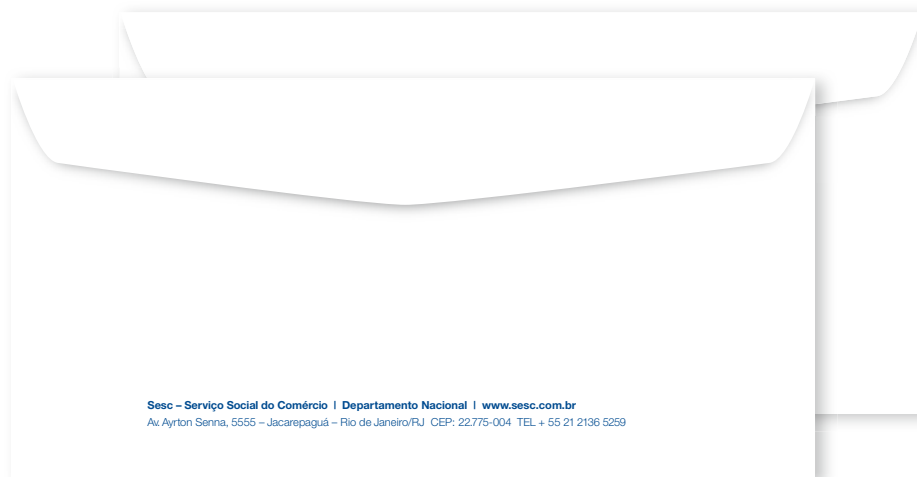 Sesc – Serviço Social do Comércio | Departamento Nacional | www.sesc.com.br
Av. Ayrton Senna, 5555 – Jacarepaguá – Rio de Janeiro/RJ CEP: 22.775-004 TEL + 55 21 2136 5259